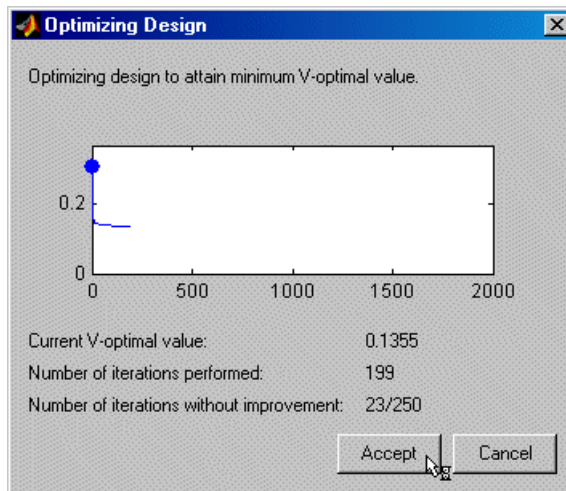 Optimizing Design
Optimizing design to attain minimum V-optimal value.
0.2
0
0 500 1000 1500 2000
Current V-optimal value: 0.1355
Number of iterations performed: 199
Number of iterations without improvement: 23/250
Accept Cancel